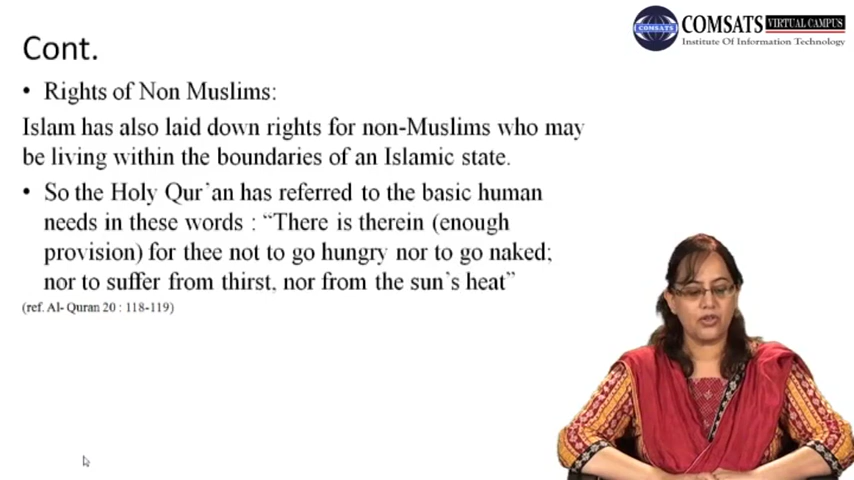 COMSATS VIRTUAL CAMPUS
COMSATS
Institute Of Information Technology
Cont.
• Rights of Non Muslims:
Islam has also laid down rights for non-Muslims who may
be living within the boundaries of an Islamic state.
• So the Holy Qur`an has referred to the basic human
needs in these words : “There is therein (enough
provision) for thee not to go hungry nor to go naked;
nor to suffer from thirst, nor from the sun`s heat”
(ref. Al- Quran 20 : 118-119)